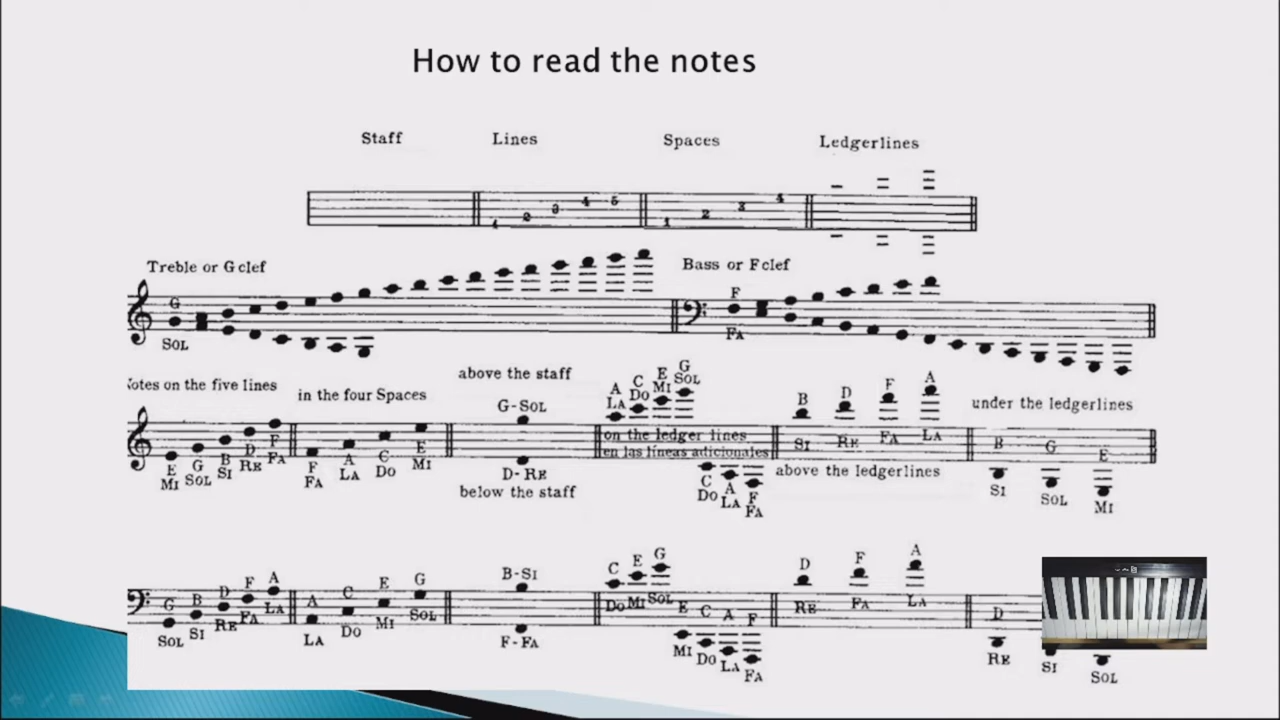 How to read the notes
Staff Lines Spaces Ledgerlines
1 2 3 4 5 1 2 3 4
Treble or G clef Bass or F clef
G F
SOL FA
otes on the five lines in the four Spaces above the staff under the ledgerlines
G-SOL
A C E G
LA DO MI SOL
B D F A
SI RE FA LA
on the ledger lines
en las líneas adicionales
B G E
E G B D F
MI SOL SI RE FA
F A C E
FA LA DO MI
D-RE
below the staff
C A F
DO LA FA
above the ledgerlines
SI SOL MI
G B D F A
SOL SI RE FA LA
A C E G
LA DO MI SOL
B-SI
F-FA
C E G
DO MI SOL
E C A F
MI DO LA FA
D F A
RE FA LA
D
RE SI SOL